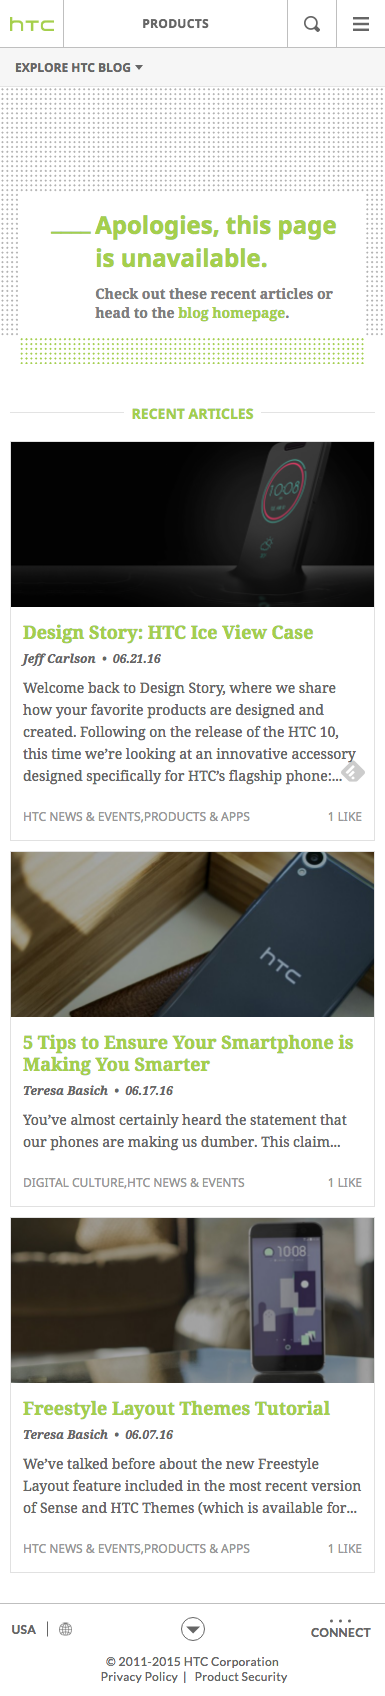 hTC
PRODUCTS
EXPLORE HTC BLOG
Apologies, this page
is unavailable.
Check out these recent articles or
head to the blog homepage.
RECENT ARTICLES
10:08
Design Story: HTC Ice View Case
Jeff Carlson • 06.21.16
Welcome back to Design Story, where we share
how your favorite products are designed and
created. Following on the release of the HTC 10,
this time we’re looking at an innovative accessory
designed specifically for HTC’s flagship phone:...
HTC NEWS & EVENTS,PRODUCTS & APPS 1 LIKE
hTC
5 Tips to Ensure Your Smartphone is
Making You Smarter
Teresa Basich • 06.17.16
You’ve almost certainly heard the statement that
our phones are making us dumber. This claim...
DIGITAL CULTURE,HTC NEWS & EVENTS 1 LIKE
10:08
Freestyle Layout Themes Tutorial
Teresa Basich • 06.07.16
We’ve talked before about the new Freestyle
Layout feature included in the most recent version
of Sense and HTC Themes (which is available for...
HTC NEWS & EVENTS,PRODUCTS & APPS 1 LIKE
USA
CONNECT
© 2011-2015 HTC Corporation
Privacy Policy | Product Security